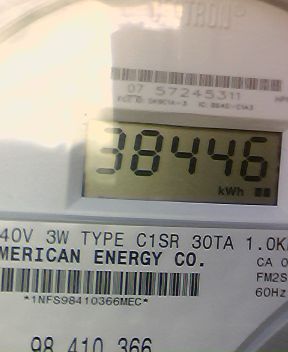 07 57245311
38446
kWh
40V 3W TYPE C1SR 30TA 1.0K
MERICAN ENERGY CO.
CA 0
FM2S
60Hz
*1NFS98410366MEC*
98 410 366